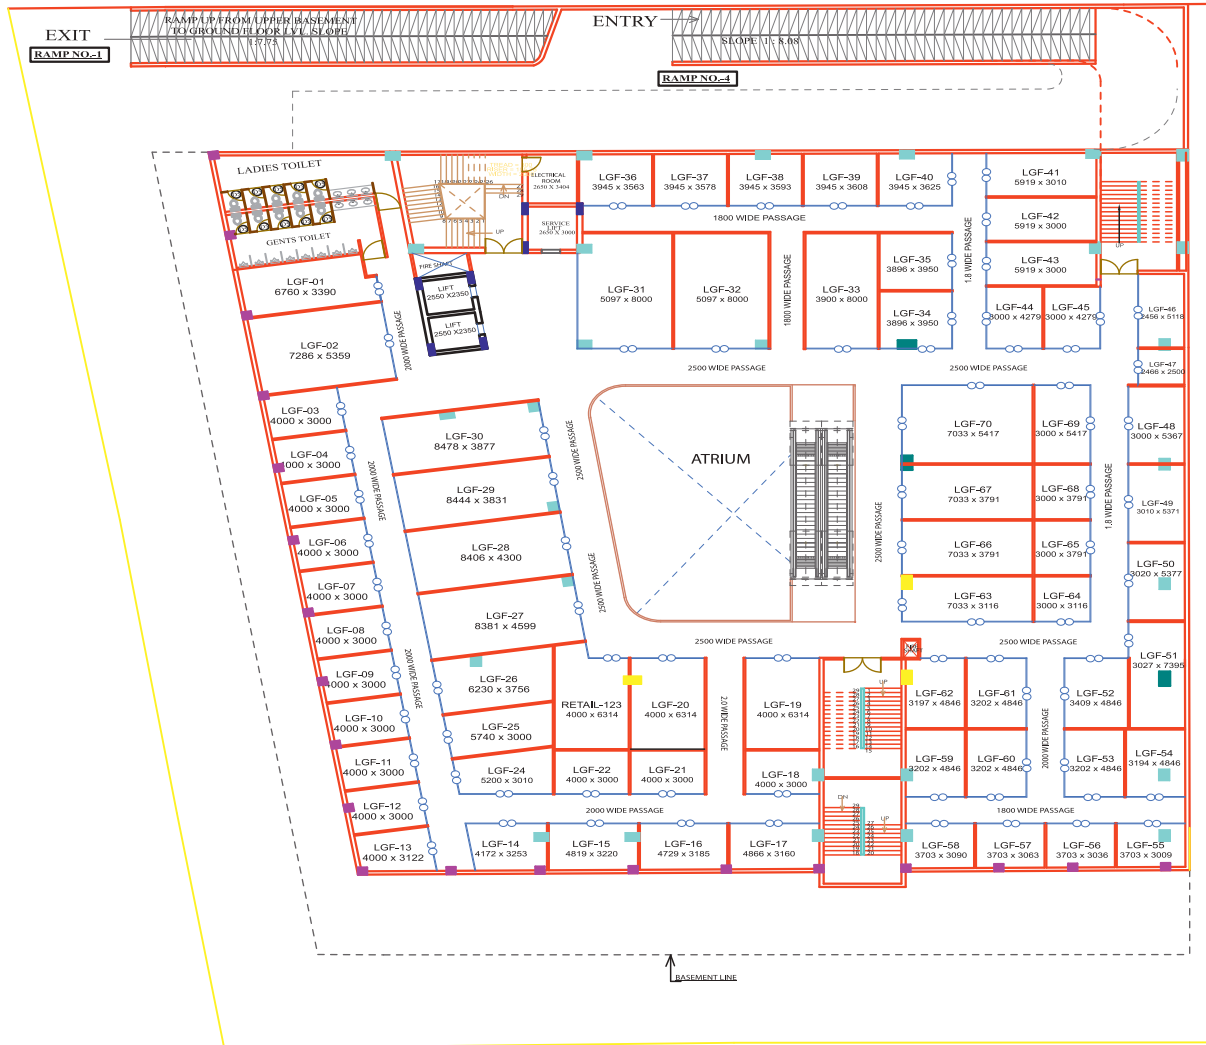 EXIT
RAMP NO.-1
RAMP UP FROM UPPER BASEMENT
TO GROUND FLOOR LVL. SLOPE
1:7.75
ENTRY
SLOPE 1 : 8.08
RAMP NO.-4
LADIES TOILET
GENTS TOILET
ELECTRICAL
ROOM
2650 X 3404
SERVICE
LIFT
2650 X 3000
DN
UP
FIRE SHAFT
LIFT
2550 X2350
LIFT
2550 X2350
LGF-36
3945 x 3563
LGF-37
3945 x 3578
LGF-38
3945 x 3593
LGF-39
3945 x 3608
LGF-40
3945 x 3625
LGF-41
5919 x 3010
LGF-42
5919 x 3000
LGF-43
5919 x 3000
UP
1800 WIDE PASSAGE
1800 WIDE PASSAGE
1.8 WIDE PASSAGE
LGF-31
5097 x 8000
LGF-32
5097 x 8000
LGF-33
3900 x 8000
LGF-35
3896 x 3950
LGF-34
3896 x 3950
LGF-44
3000 x 4279
LGF-45
3000 x 4279
LGF-46
2456 x 5118
LGF-47
2466 x 2500
LGF-01
6760 x 3390
LGF-02
7286 x 5359
2000 WIDE PASSAGE
2500 WIDE PASSAGE
2500 WIDE PASSAGE
LGF-03
4000 x 3000
LGF-04
4000 x 3000
LGF-05
4000 x 3000
LGF-06
4000 x 3000
LGF-07
4000 x 3000
LGF-08
4000 x 3000
LGF-09
4000 x 3000
LGF-10
4000 x 3000
LGF-11
4000 x 3000
LGF-12
4000 x 3000
LGF-13
4000 x 3122
2000 WIDE PASSAGE
2000 WIDE PASSAGE
LGF-30
8478 x 3877
LGF-29
8444 x 3831
LGF-28
8406 x 4300
LGF-27
8381 x 4599
LGF-26
6230 x 3756
LGF-25
5740 x 3000
LGF-24
5200 x 3010
2500 WIDE PASSAGE
2500 WIDE PASSAGE
ATRIUM
2500 WIDE PASSAGE
LGF-70
7033 x 5417
LGF-69
3000 x 5417
LGF-67
7033 x 3791
LGF-68
3000 x 3791
LGF-66
7033 x 3791
LGF-65
3000 x 3791
LGF-63
7033 x 3116
LGF-64
3000 x 3116
1.8 WIDE PASSAGE
LGF-48
3000 x 5367
LGF-49
3010 x 5371
LGF-50
3020 x 5377
LGF-51
3027 x 7395
2500 WIDE PASSAGE
2500 WIDE PASSAGE
RETAIL-123
4000 x 6314
LGF-20
4000 x 6314
2.0 WIDE PASSAGE
LGF-19
4000 x 6314
LGF-22
4000 x 3000
LGF-21
4000 x 3000
LGF-18
4000 x 3000
UP
DN
UP
LGF-62
3197 x 4846
LGF-61
3202 x 4846
LGF-52
3409 x 4846
LGF-59
3202 x 4846
LGF-60
3202 x 4846
2000 WIDE PASSAGE
LGF-53
3202 x 4846
LGF-54
3194 x 4846
2000 WIDE PASSAGE
1800 WIDE PASSAGE
LGF-14
4172 x 3253
LGF-15
4819 x 3220
LGF-16
4729 x 3185
LGF-17
4866 x 3160
LGF-58
3703 x 3090
LGF-57
3703 x 3063
LGF-56
3703 x 3036
LGF-55
3703 x 3009
BASEMENT LINE